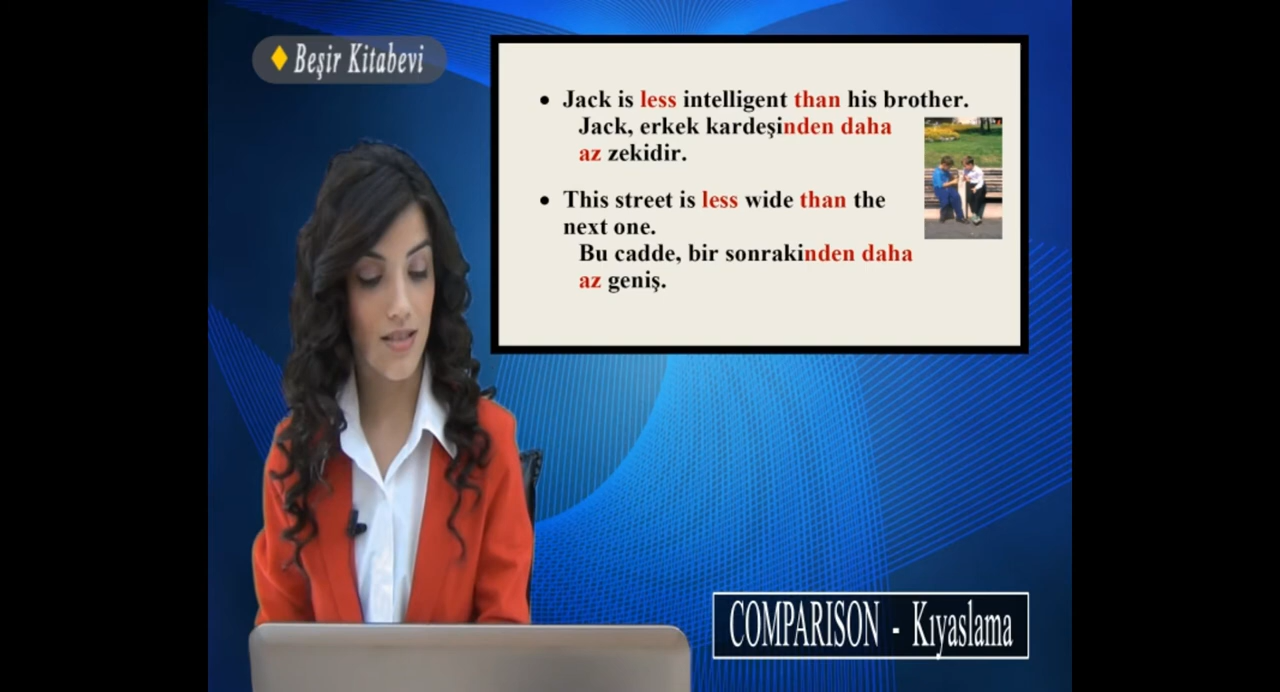 Beşir Kitabevi
• Jack is less intelligent than his brother.
Jack, erkek kardeşinden daha
az zekidir.
• This street is less wide than the
next one.
Bu cadde, bir sonrakinden daha
az geniş.
COMPARISON - Kıyaslama